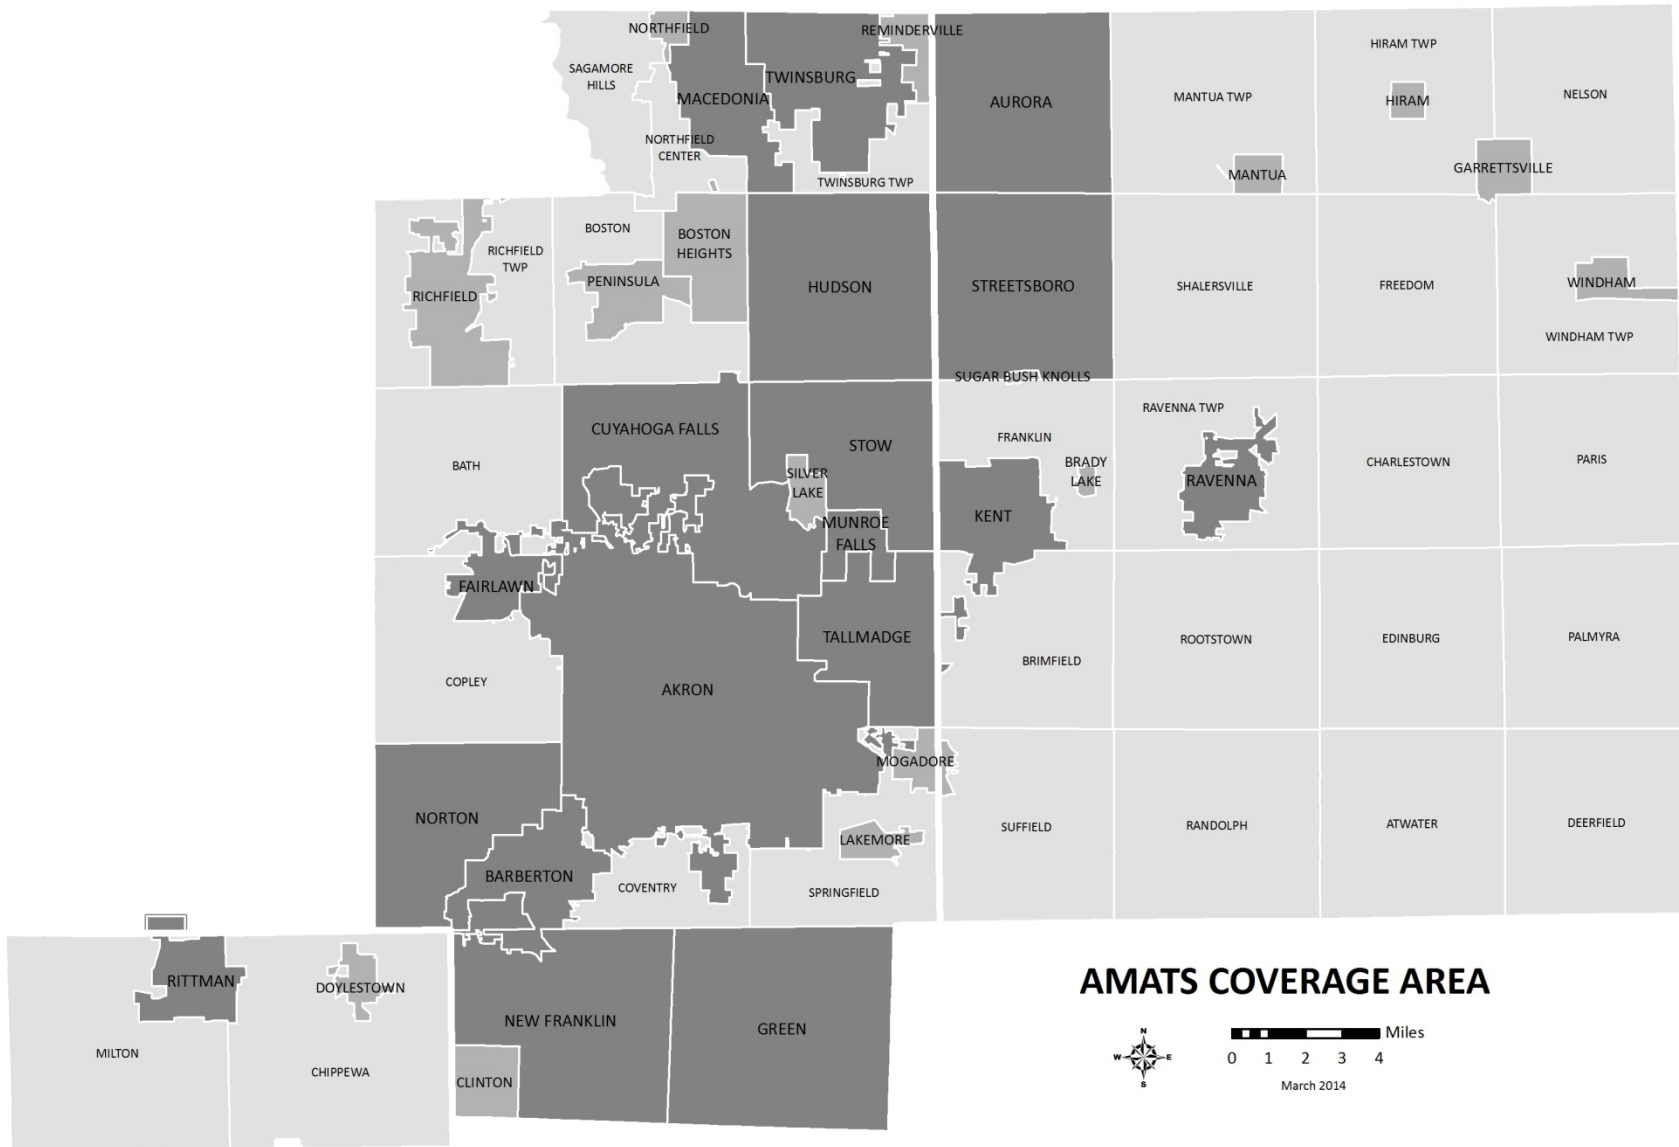 NORTHFIELD
REMINDERVILLE
HIRAM TWP
SAGAMORE
HILLS
TWINSBURG
MACEDONIA
AURORA
MANTUA TWP
HIRAM
NELSON
NORTHFIELD
CENTER
TWINSBURG TWP
MANTUA
GARRETTSVILLE
RICHFIELD
TWP
BOSTON
BOSTON
HEIGHTS
PENINSULA
RICHFIELD
HUDSON
STREETSBORO
SHALERSVILLE
FREEDOM
WINDHAM
WINDHAM TWP
SUGAR BUSH KNOLLS
CUYAHOGA FALLS
STOW
FRANKLIN
RAVENNA TWP
BATH
SILVER
LAKE
BRADY
LAKE
RAVENNA
CHARLESTOWN
PARIS
MUNROE
FALLS
KENT
FAIRLAWN
TALLMADGE
BRIMFIELD
ROOTSTOWN
EDINBURG
PALMYRA
COPLEY
AKRON
MOGADORE
NORTON
LAKEMORE
SUFFIELD
RANDOLPH
ATWATER
DEERFIELD
BARBERTON
COVENTRY
SPRINGFIELD
RITTMAN
DOYLESTOWN
NEW FRANKLIN
GREEN
MILTON
CHIPPEWA
CLINTON
AMATS COVERAGE AREA
N
W E
S
Miles
0 1 2 3 4
March 2014